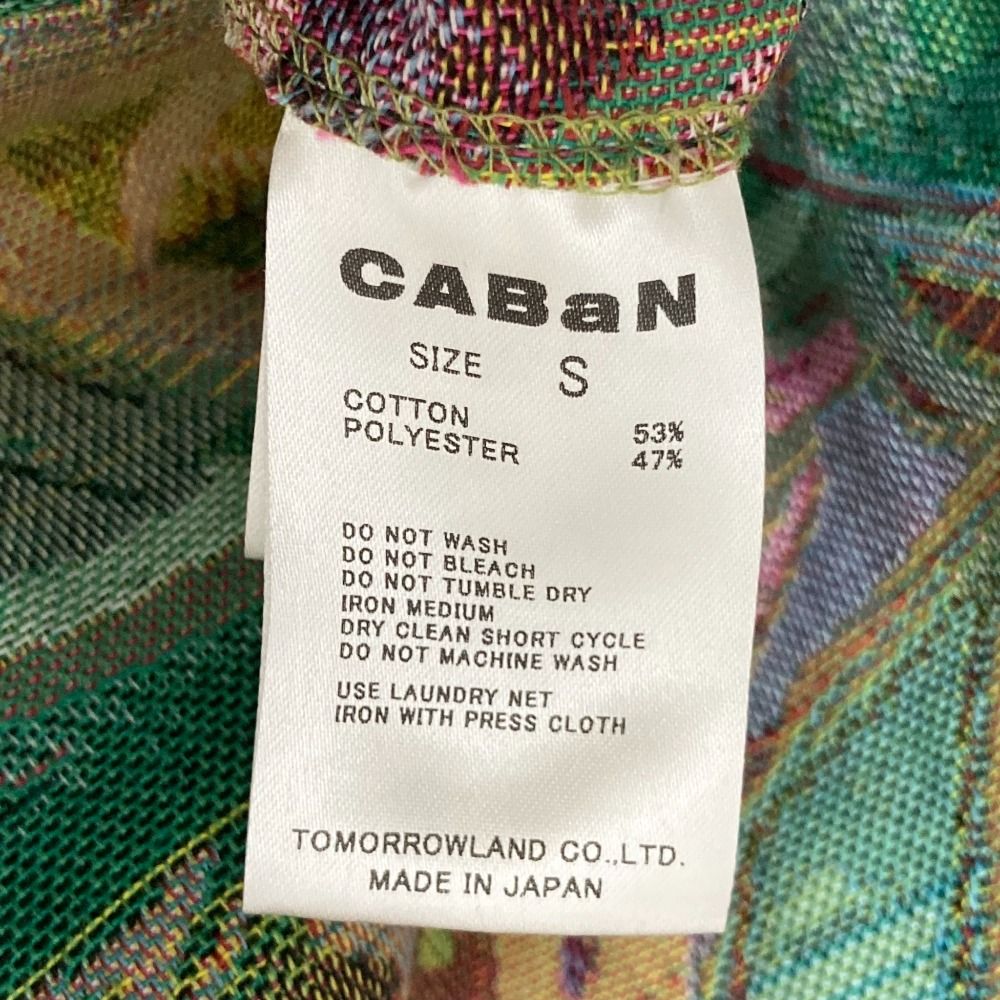 CABaN
SIZE S
COTTON 53%
POLYESTER 47%
DO NOT WASH
DO NOT BLEACH
DO NOT TUMBLE DRY
IRON MEDIUM
DRY CLEAN SHORT CYCLE
DO NOT MACHINE WASH
USE LAUNDRY NET
IRON WITH PRESS CLOTH
TOMORROWLAND CO.,LTD.
MADE IN JAPAN